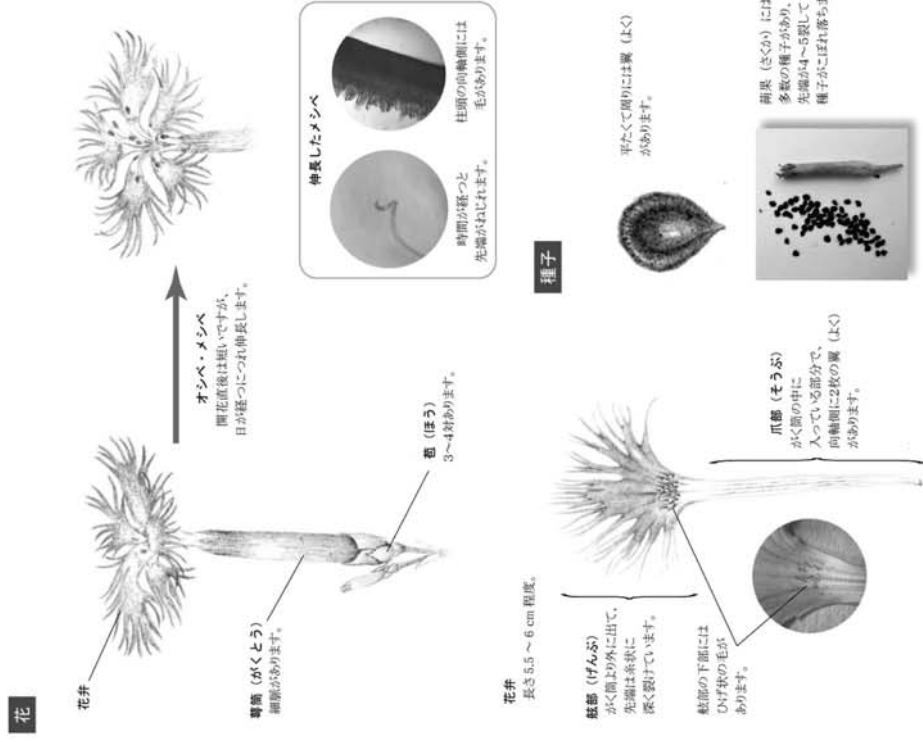 花
花弁
萼筒（がくとう）
細脈があります。
苞（ほう）
3～4対あります。
オシベ・メシベ
開花直後は短いですが、
日が経つにつれ伸長します。
伸長したメシベ
時間が経つと
先端がねじれます。
柱頭の向軸側には
毛があります。
花弁
長さ 5.5 ～ 6 cm 程度。
舷部（げんぶ）
がく筒より外に出て、
先端は糸状に
深く裂けています。
舷部の下部には
ひげ状の毛が
あります。
爪部（そうぶ）
がく筒の中に
入っている部分で、
向軸側に2枚の翼（よく）
があります。
種子
平たくて周りには翼（よく）
があります。
蒴果（さくか）には
多数の種子があり、
先端が4～5裂して
種子がこぼれ落ちま